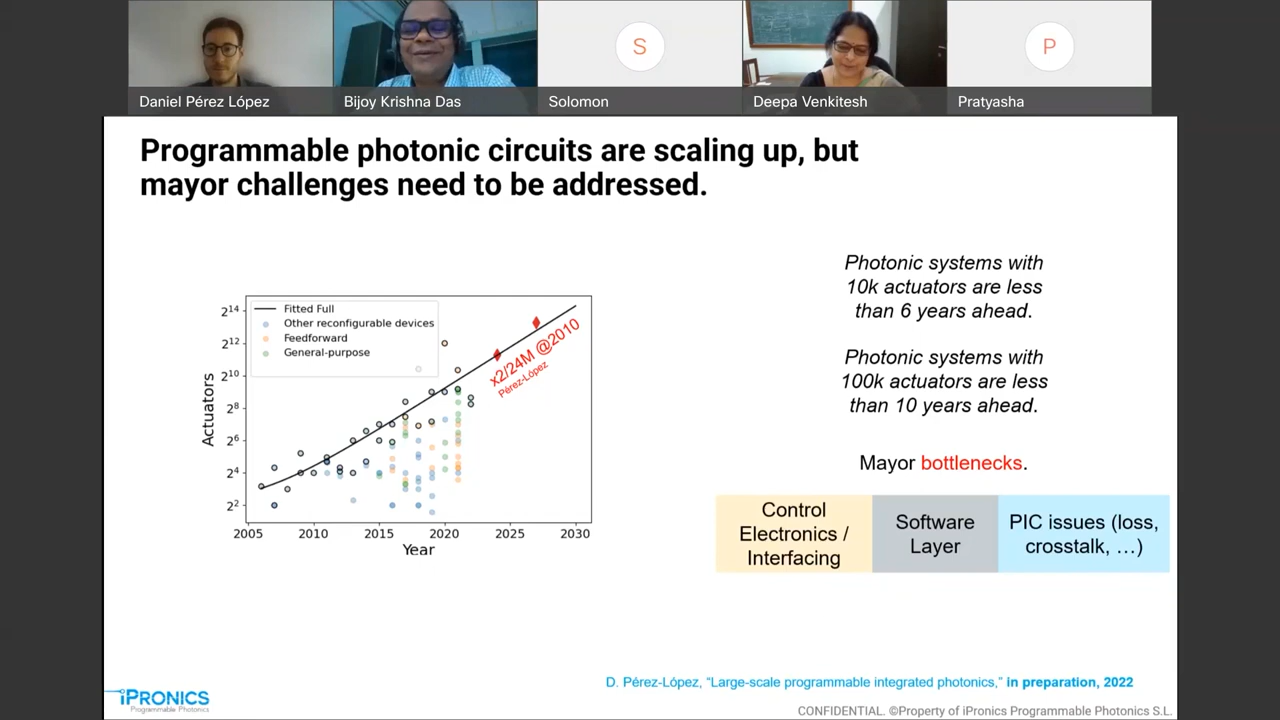 S
P
Daniel Pérez López
Bijoy Krishna Das
Solomon
Deepa Venkitesh
Pratyasha
Programmable photonic circuits are scaling up, but
mayor challenges need to be addressed.
Photonic systems with
10k actuators are less
than 6 years ahead.
Photonic systems with
100k actuators are less
than 10 years ahead.
Mayor bottlenecks.
Control
Electronics /
Interfacing
Software
Layer
PIC issues (loss,
crosstalk, …)
Fitted Full
Other reconfigurable devices
Feedforward
General-purpose
2^14
2^12
2^10
2^8
2^6
2^4
2^2
Actuators
x2/24M @2010
Pérez-López
2005 2010 2015 2020 2025 2030
Year
D. Pérez-López, “Large-scale programmable integrated photonics,” in preparation, 2022
iPRONICS
Programmable Photonics
CONFIDENTIAL. ©Property of iPronics Programmable Photonics S.L.